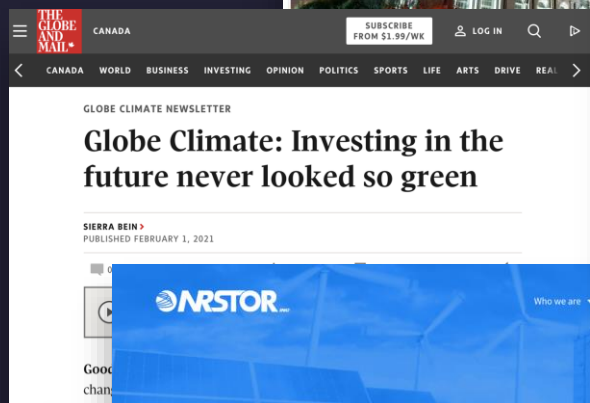 THE
GLOBE
AND
MAIL*
CANADA
SUBSCRIBE
FROM $1.99/WK
LOG IN
CANADA WORLD BUSINESS INVESTING OPINION POLITICS SPORTS LIFE ARTS DRIVE REAL
GLOBE CLIMATE NEWSLETTER
Globe Climate: Investing in the
future never looked so green
SIERRA BEIN >
PUBLISHED FEBRUARY 1, 2021
0
NRSTOR
Who we are
Good
chan